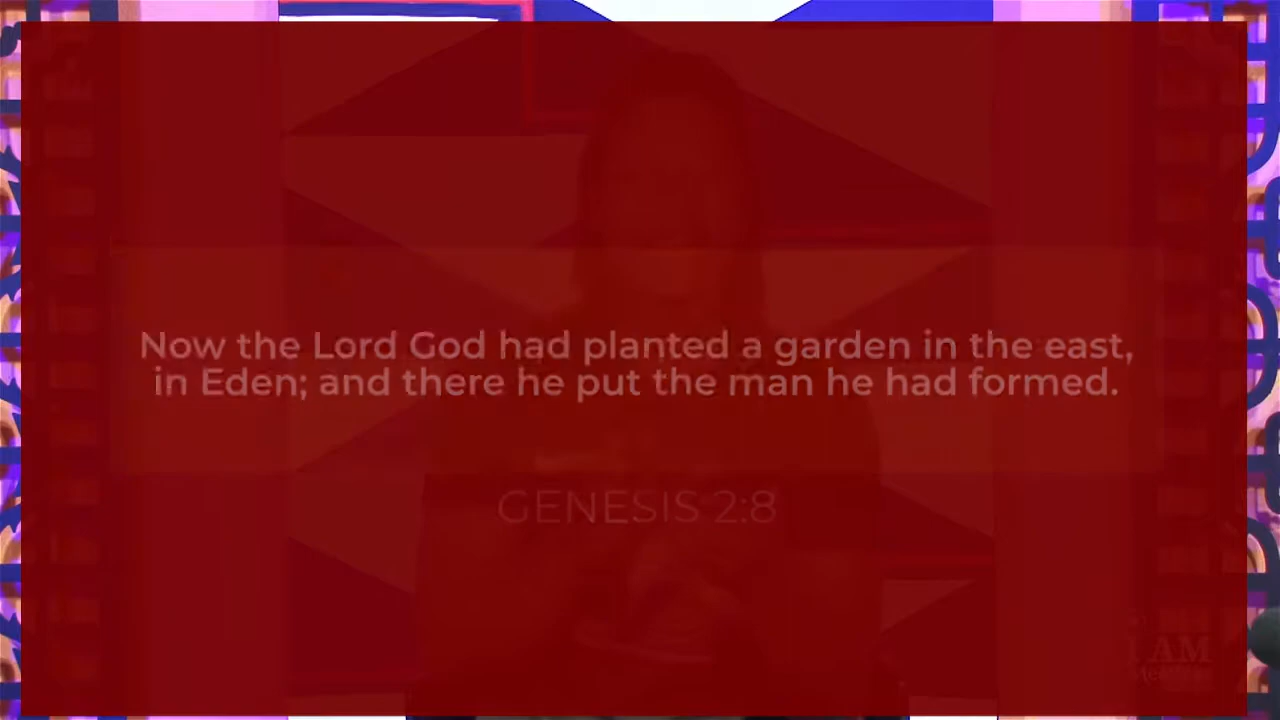 Now the Lord God had planted a garden in the east,
in Eden; and there he put the man he had formed.
GENESIS 2:8
I AM